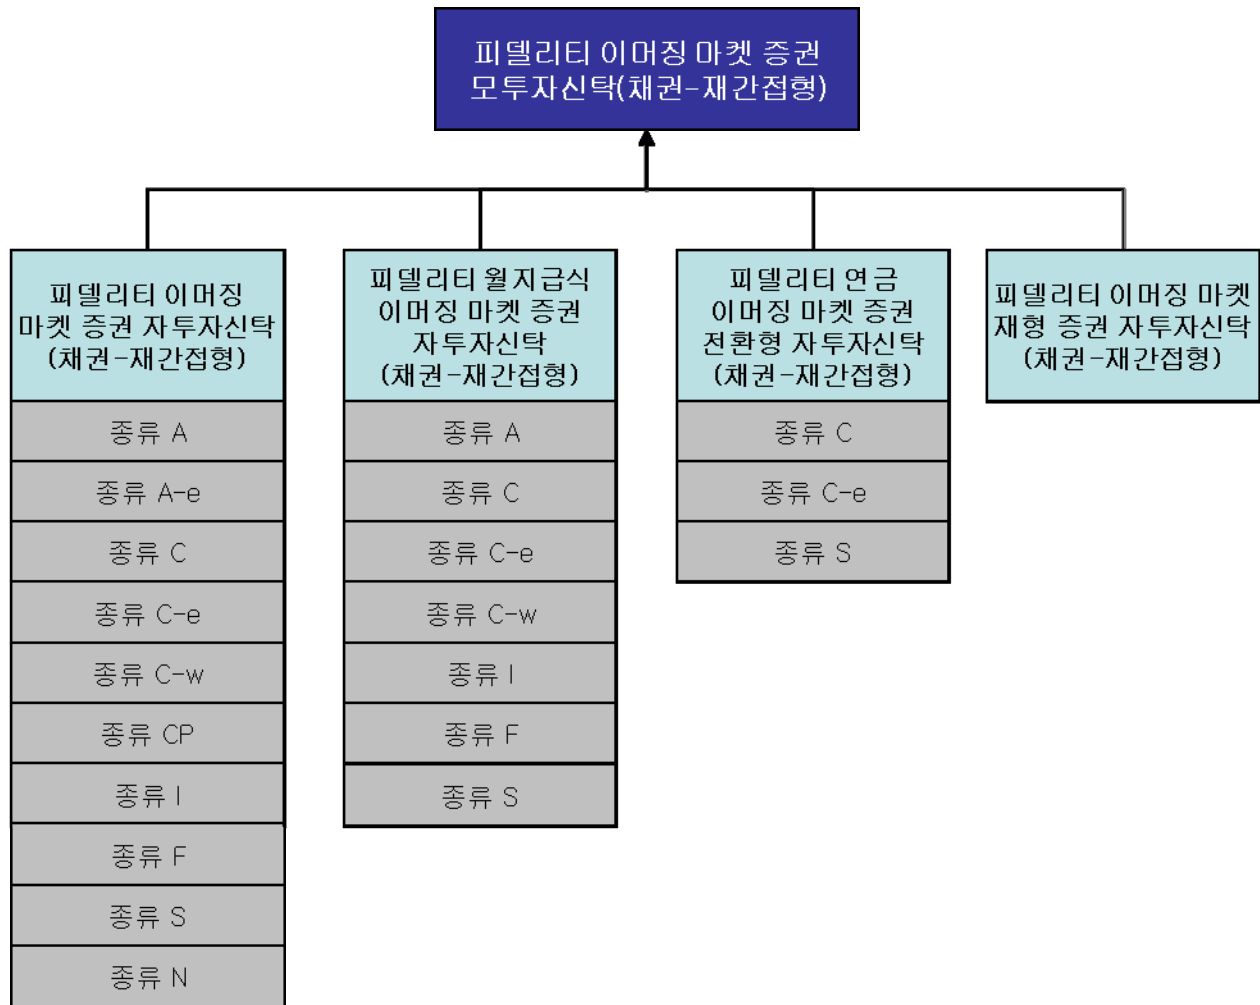 피델리티 이머징 마켓 증권
모투자신탁(채권-재간접형)
피델리티 이머징
마켓 증권 자투자신탁
(채권-재간접형)
종류 A
종류 A-e
종류 C
종류 C-e
종류 C-w
종류 CP
종류 I
종류 F
종류 S
종류 N
피델리티 월지급식
이머징 마켓 증권
자투자신탁
(채권-재간접형)
종류 A
종류 C
종류 C-e
종류 C-w
종류 I
종류 F
종류 S
피델리티 연금
이머징 마켓 증권
전환형 자투자신탁
(채권-재간접형)
종류 C
종류 C-e
종류 S
피델리티 이머징 마켓
재형 증권 자투자신탁
(채권-재간접형)